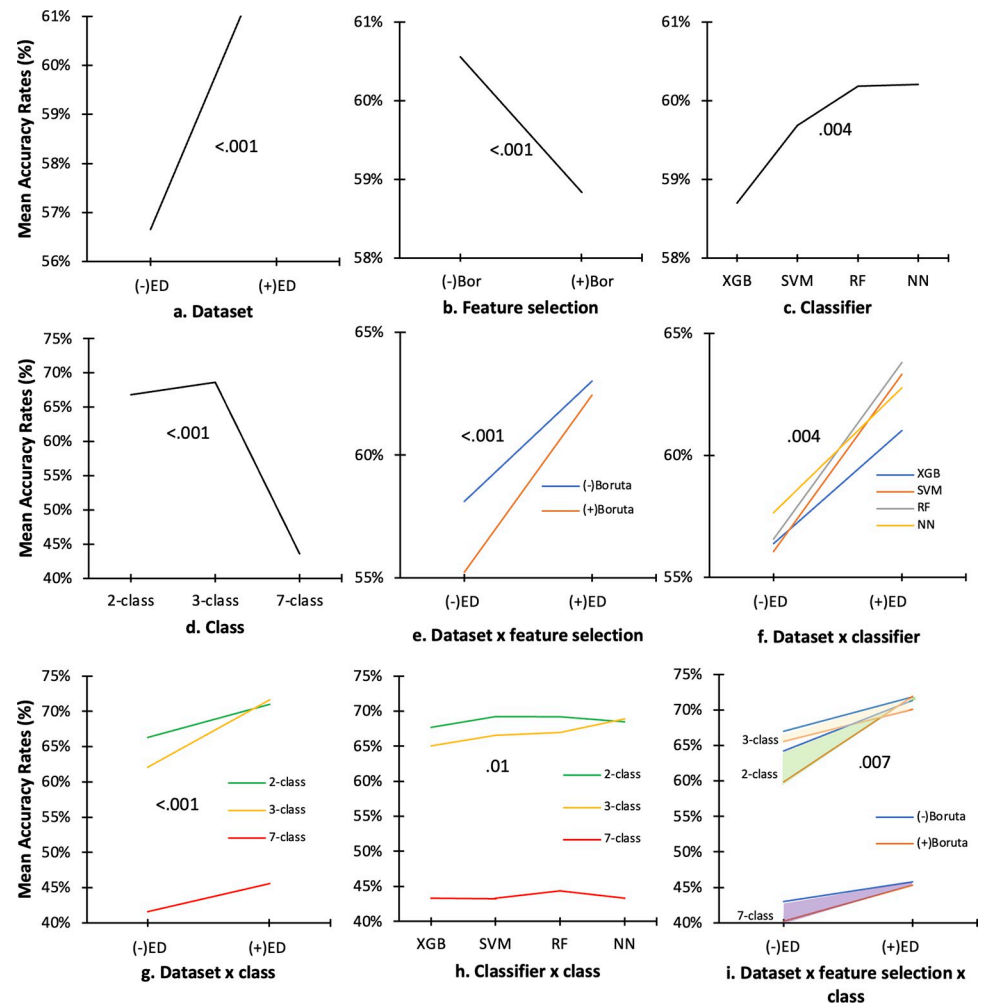 61%
60%
59%
58%
57%
56%
Mean Accuracy Rates (%)
<.001
(-)ED
(+)ED
a. Dataset
61%
60%
59%
58%
<.001
(-)Bor
(+)Bor
b. Feature selection
61%
60%
59%
58%
.004
XGB
SVM
RF
NN
c. Classifier
75%
70%
65%
60%
55%
50%
45%
40%
Mean Accuracy Rates (%)
<.001
2-class
3-class
7-class
d. Class
65%
60%
55%
<.001
(-)Boruta
(+)Boruta
(-)ED
(+)ED
e. Dataset x feature selection
65%
60%
55%
.004
XGB
SVM
RF
NN
(-)ED
(+)ED
f. Dataset x classifier
75%
70%
65%
60%
55%
50%
45%
40%
Mean Accuracy Rates (%)
<.001
2-class
3-class
7-class
(-)ED
(+)ED
g. Dataset x class
75%
70%
65%
60%
55%
50%
45%
40%
.01
2-class
3-class
7-class
XGB
SVM
RF
NN
h. Classifier x class
75%
70%
65%
60%
55%
50%
45%
40%
3-class
2-class
7-class
.007
(-)Boruta
(+)Boruta
(-)ED
(+)ED
i. Dataset x feature selection x
class